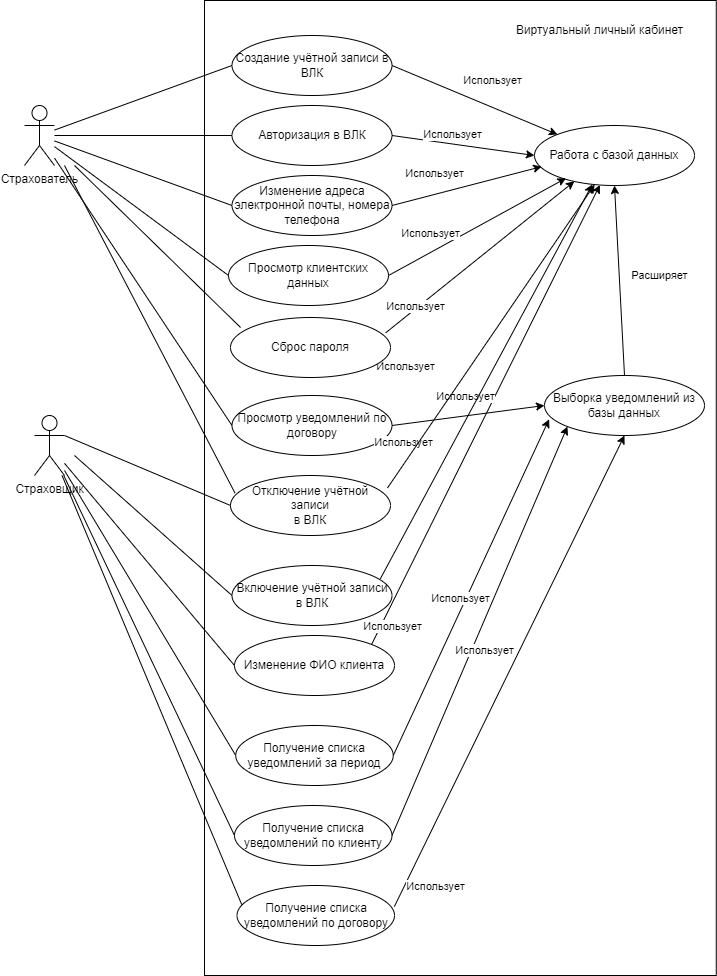 Виртуальный личный кабинет
Создание учётной записи в
ВЛК
Использует
Авторизация в ВЛК
Использует
Работа с базой данных
Страхователь
Использует
Изменение адреса
электронной почты, номера
телефона
Использует
Просмотр клиентских
данных
Расширяет
Использует
Сброс пароля
Использует
Использует
Выборка уведомлений из
базы данных
Просмотр уведомлений по
договору
Использует
Страховщик
Отключение учётной
записи
в ВЛК
Включение учётной записи
в ВЛК
Использует
Использует
Изменение ФИО клиента
Использует
Получение списка
уведомлений за период
Получение списка
уведомлений по клиенту
Использует
Получение списка
уведомлений по договору